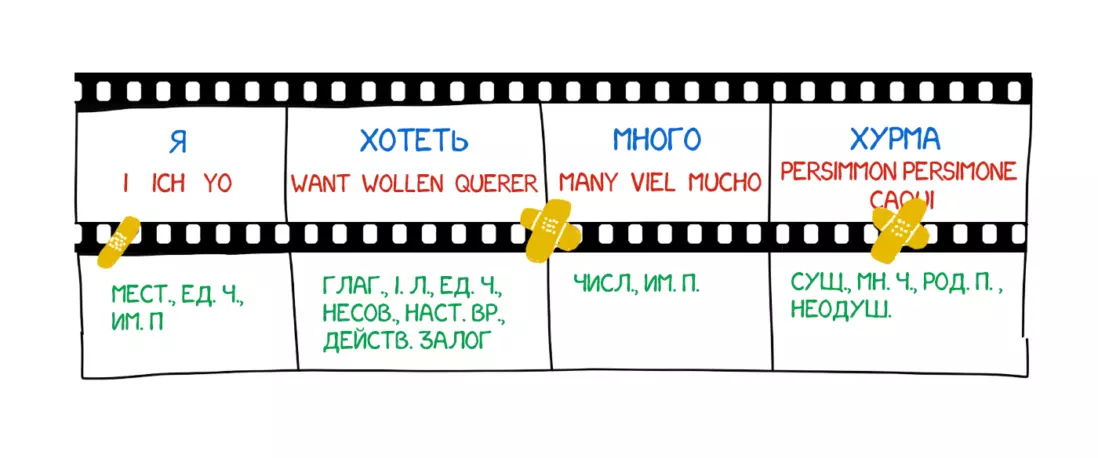 Я ХОТЕТЬ МНОГО ХУРМА
I ICH YO WANT WOLLEN QUERER MANY VIEL MUCHO PERSIMMON PERSIMONE
CAQUI
МЕСТ., ЕД. Ч.,
ИМ. П
ГЛАГ., I. Л., ЕД. Ч.,
НЕСОВ., НАСТ. ВР.,
ДЕЙСТВ. ЗАЛОГ
ЧИСЛ., ИМ. П.
СУЩ., МН. Ч., РОД. П. ,
НЕОДУШ.